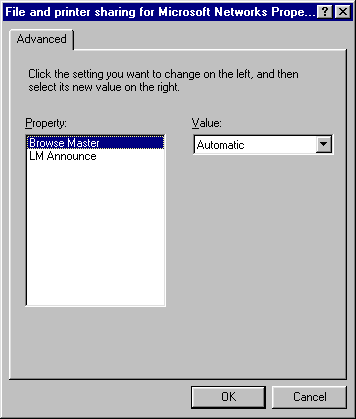 File and printer sharing for Microsoft Networks Prope...
Advanced
Click the setting you want to change on the left, and then
select its new value on the right.
Property:
Value:
Browse Master
LM Announce
Automatic
OK
Cancel